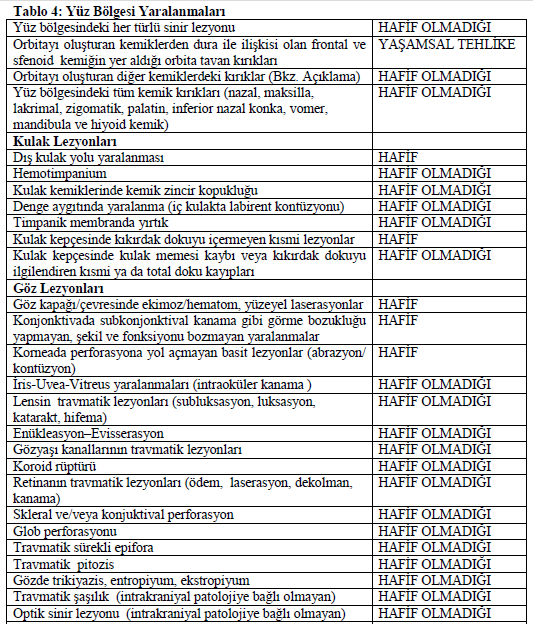 Tablo 4: Yüz Bölgesi Yaralanmaları
Yüz bölgesindeki her türlü sinir lezyonu HAFİF OLMADIĞI
Orbitayı oluşturan kemiklerden dura ile ilişkisi olan frontal ve YAŞAMSAL TEHLİKE
sfenoid kemiğin yer aldığı orbita tavan kırıkları
Orbitayı oluşturan diğer kemiklerdeki kırıklar (Bkz. Açıklama) HAFİF OLMADIĞI
Yüz bölgesindeki tüm kemik kırıkları (nazal, maksilla, HAFİF OLMADIĞI
lakrimal, zigomatik, palatin, inferior nazal konka, vomer,
mandibula ve hiyoid kemik)
Kulak Lezyonları
Dış kulak yolu yaralanması HAFİF
Hemotimpanium HAFİF OLMADIĞI
Kulak kemiklerinde kemik zincir kopukluğu HAFİF OLMADIĞI
Denge aygıtında yaralanma (iç kulakta labirent kontüzyonu) HAFİF OLMADIĞI
Timpanik membranda yırtık HAFİF OLMADIĞI
Kulak kepçesinde kıkırdak dokuyu içermeyen kısmi lezyonlar HAFİF
Kulak kepçesinde kulak memesi kaybı veya kıkırdak dokuyu HAFİF OLMADIĞI
ilgilendiren kısmi ya da total doku kayıpları
Göz Lezyonları
Göz kapağı/çevresinde ekimoz/hematom, yüzeyel laserasyonlar HAFİF
Konjonktivada subkonjonktival kanama gibi görme bozukluğu HAFİF
yapmayan, şekil ve fonksiyonu bozmayan yaralanmalar
Korneada perforasyona yol açmayan basit lezyonlar (abrazyon/ HAFİF
kontüzyon)
İris-Uvea-Vitreus yaralanmaları (intraoküler kanama ) HAFİF OLMADIĞI
Lensin travmatik lezyonları (subluksasyon, luksasyon, HAFİF OLMADIĞI
katarakt, hifema)
Enükleasyon–Evisserasyon HAFİF OLMADIĞI
Gözyaşı kanallarının travmatik lezyonları HAFİF OLMADIĞI
Koroid rüptürü HAFİF OLMADIĞI
Retinanın travmatik lezyonları (ödem, laserasyon, dekolman, HAFİF OLMADIĞI
kanama)
Skleral ve/veya konjuktival perforasyon HAFİF OLMADIĞI
Glob perforasyonu HAFİF OLMADIĞI
Travmatik sürekli epifora HAFİF OLMADIĞI
Travmatik pitozis HAFİF OLMADIĞI
Gözde trikiyazis, entropiyum, ekstropiyum HAFİF OLMADIĞI
Travmatik şaşılık (intrakraniyal patolojiye bağlı olmayan) HAFİF OLMADIĞI
Optik sinir lezyonu (intrakraniyal patolojiye bağlı olmayan) HAFİF OLMADIĞI